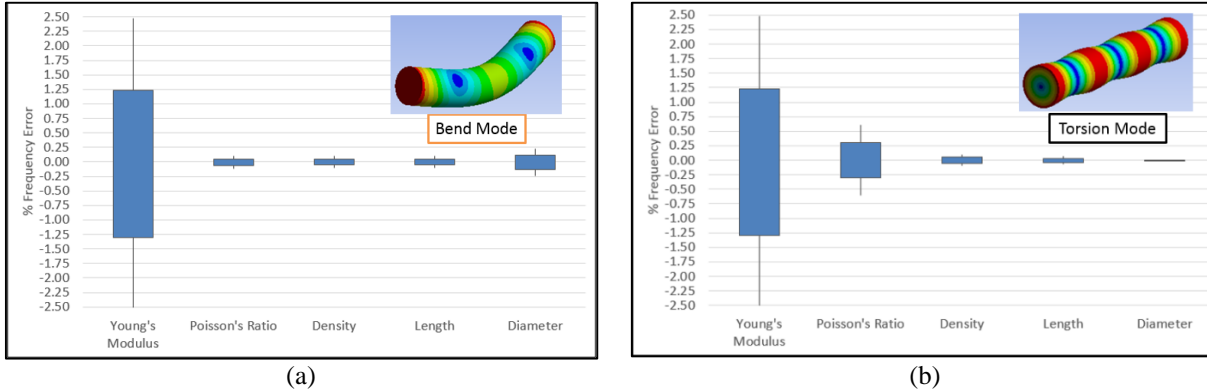 2.50
2.25
2.00
1.75
1.50
1.25
1.00
0.75
0.50
0.25
0.00
-0.25
-0.50
-0.75
-1.00
-1.25
-1.50
-1.75
-2.00
-2.25
-2.50
% Frequency Error
Bend Mode
Young's Modulus
Poisson's Ratio
Density
Length
Diameter
(a)
2.50
2.25
2.00
1.75
1.50
1.25
1.00
0.75
0.50
0.25
0.00
-0.25
-0.50
-0.75
-1.00
-1.25
-1.50
-1.75
-2.00
-2.25
-2.50
% Frequency Error
Torsion Mode
Young's Modulus
Poisson's Ratio
Density
Length
Diameter
(b)